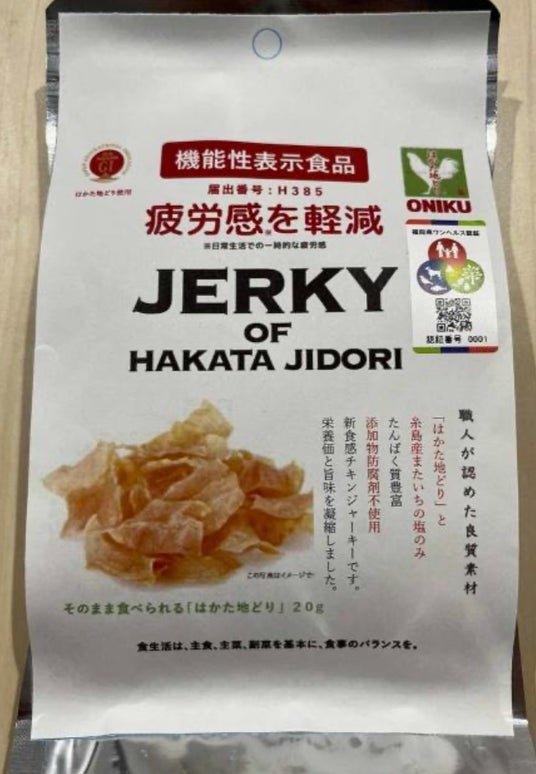 GI
はかた地どり使用
機能性表示食品
届出番号：H385
疲労感※を軽減
※日常生活での一時的な疲労感
はかた地どり
ONIKU
福岡県ワンヘルス認証
認証番号 0001
JERKY
OF
HAKATA JIDORI
職人が認めた良質素材
「はかた地どり」と
糸島産またいちの塩のみ
たんぱく質豊富
添加物防腐剤不使用
新食感チキンジャーキーです。
栄養価と旨味を凝縮しました。
この写真はイメージです
そのまま食べられる「はかた地どり」20g
食生活は、主食、主菜、副菜を基本に、食事のバランスを。